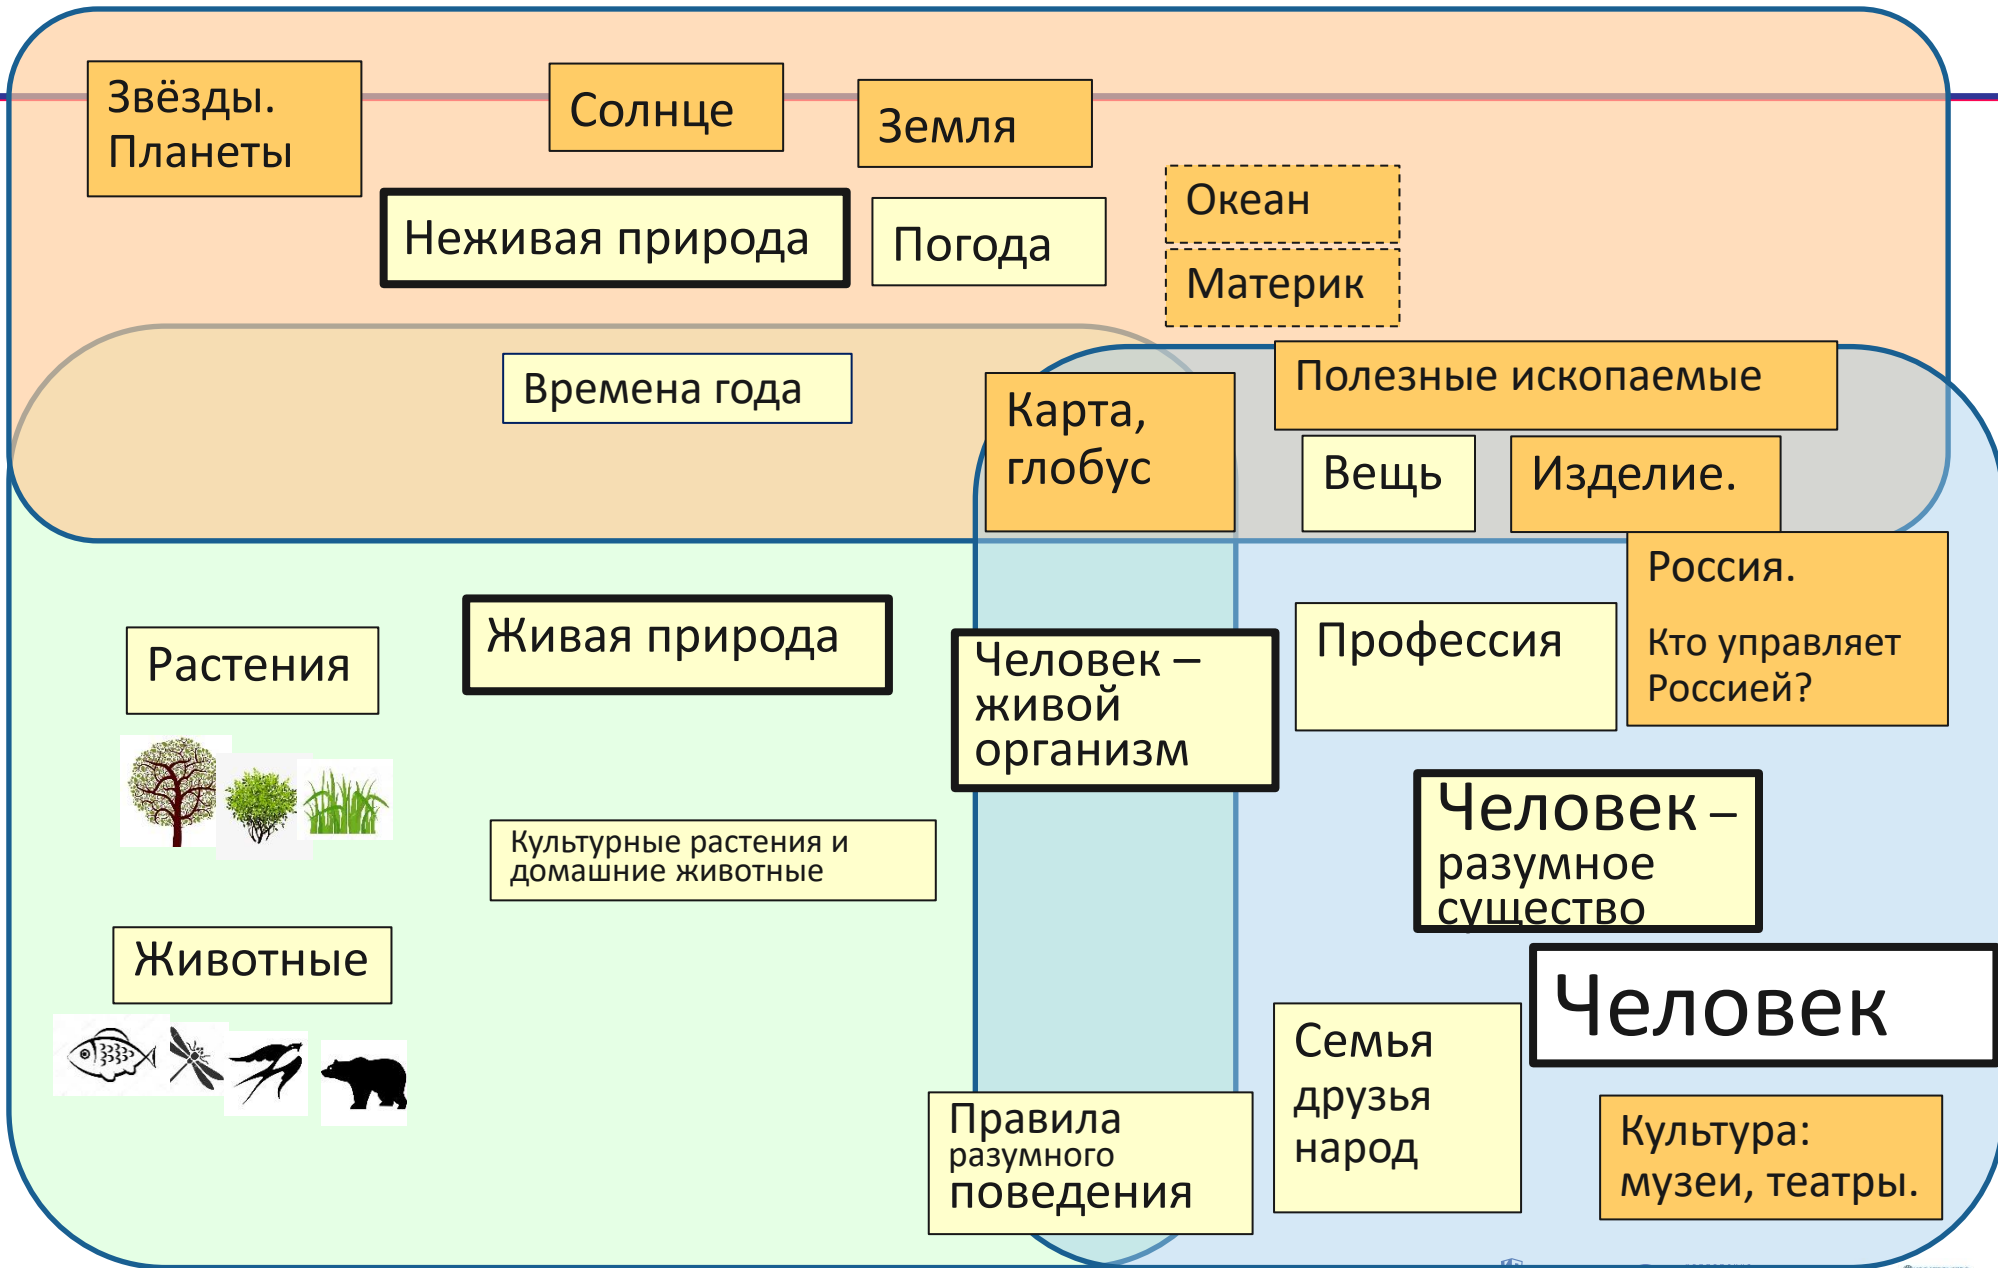 Звёзды.
Планеты
Солнце
Земля
Неживая природа
Погода
Океан
Материк
Времена года
Карта,
глобус
Полезные ископаемые
Вещь
Изделие.
Россия.
Кто управляет
Россией?
Живая природа
Растения
Человек –
живой
организм
Профессия
Человек –
разумное
существо
Культурные растения и
домашние животные
Животные
Человек
Семья
друзья
народ
Правила
разумного
поведения
Культура:
музеи, театры.